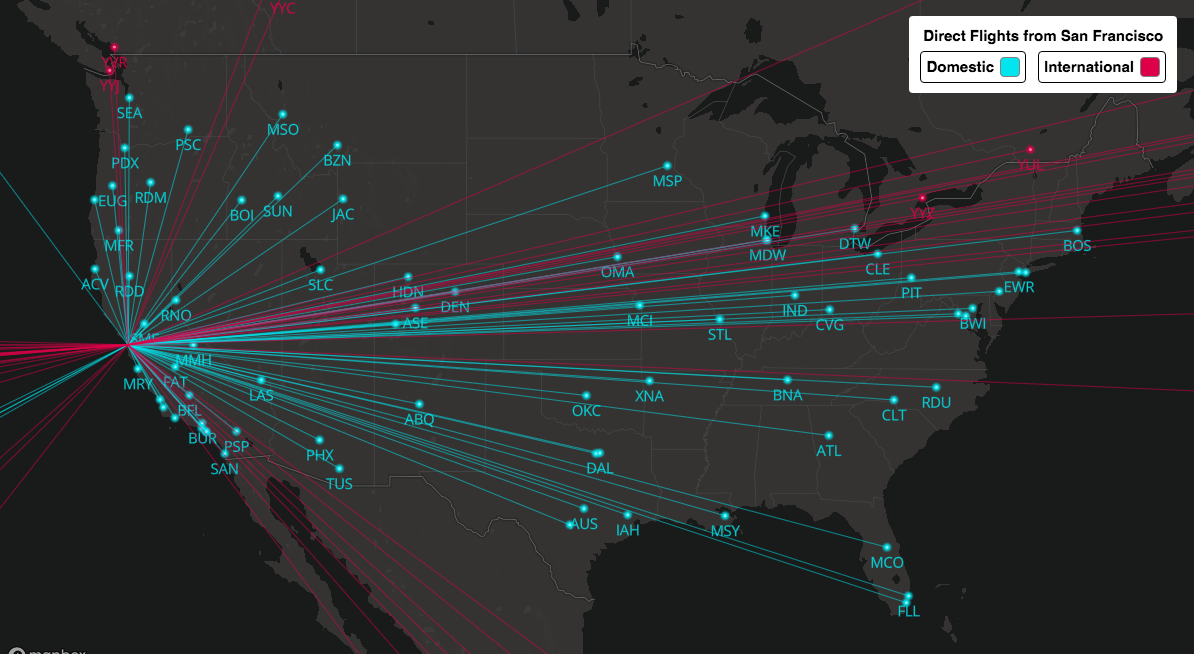 YYC
Direct Flights from San Francisco
Domestic
International
YVR
YYJ
SEA
MSO
PSC
BZN
PDX
YUL
MSP
EUG
RDM
BOI
SUN
JAC
YYZ
MKE
MFR
DTW
BOS
MDW
CLE
OMA
ACV
RDD
SLC
HDN
DEN
PIT
EWR
RNO
ASE
MCI
IND
STL
CVG
BWI
SMF
MMH
MRY
FAT
LAS
XNA
BNA
RDU
BFL
ABQ
OKC
CLT
BUR
PSP
PHX
ATL
SAN
DAL
TUS
AUS
IAH
MSY
MCO
FLL
mapbox